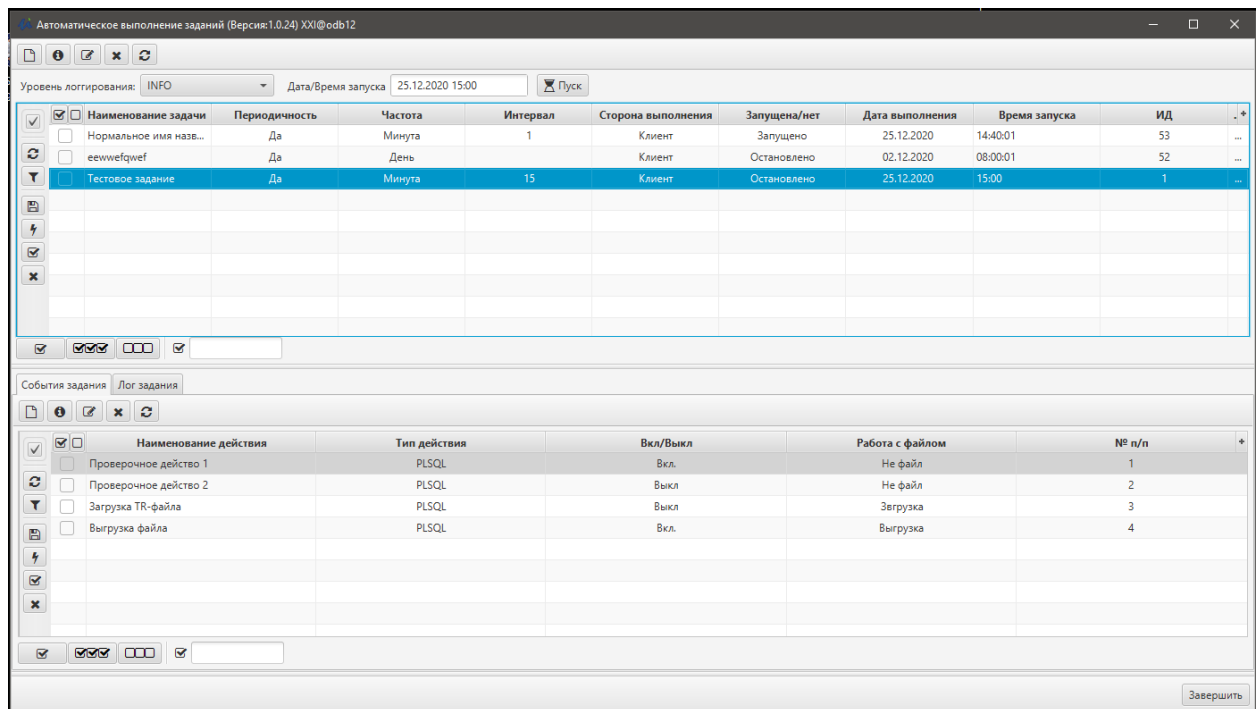 Автоматическое выполнение заданий (Версия:1.0.24) XXI@odb12
Уровень логгирования: INFO Дата/Время запуска 25.12.2020 15:00 Пуск
Наименование задачи Периодичность Частота Интервал Сторона выполнения Запущена/нет Дата выполнения Время запуска ИД . +
Нормальное имя назв... Да Минута 1 Клиент Запущено 25.12.2020 14:40:01 53 ...
eewwefqwef Да День Клиент Остановлено 02.12.2020 08:00:01 52 ...
Тестовое задание Да Минута 15 Клиент Остановлено 25.12.2020 15:00 1 ...
События задания Лог задания
Наименование действия Тип действия Вкл/Выкл Работа с файлом № п/п +
Проверочное действо 1 PLSQL Вкл. Не файл 1
Проверочное действо 2 PLSQL Выкл Не файл 2
Загрузка TR-файла PLSQL Выкл Звгрузка 3
Выгрузка файла PLSQL Вкл. Выгрузка 4
Завершить